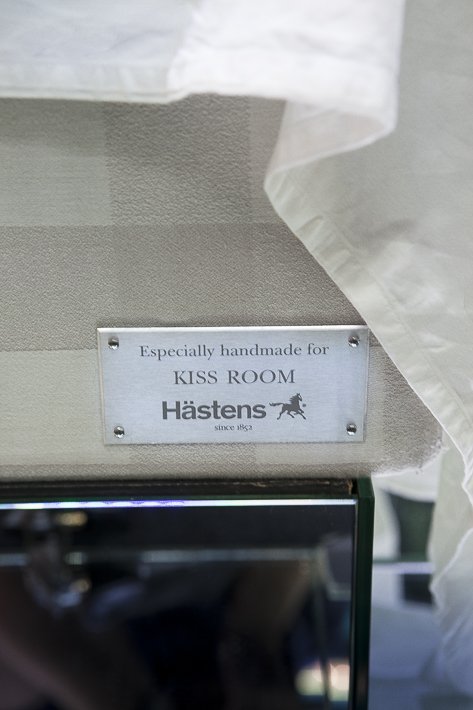 Especially handmade for
KISS ROOM
Hästens
since 1852